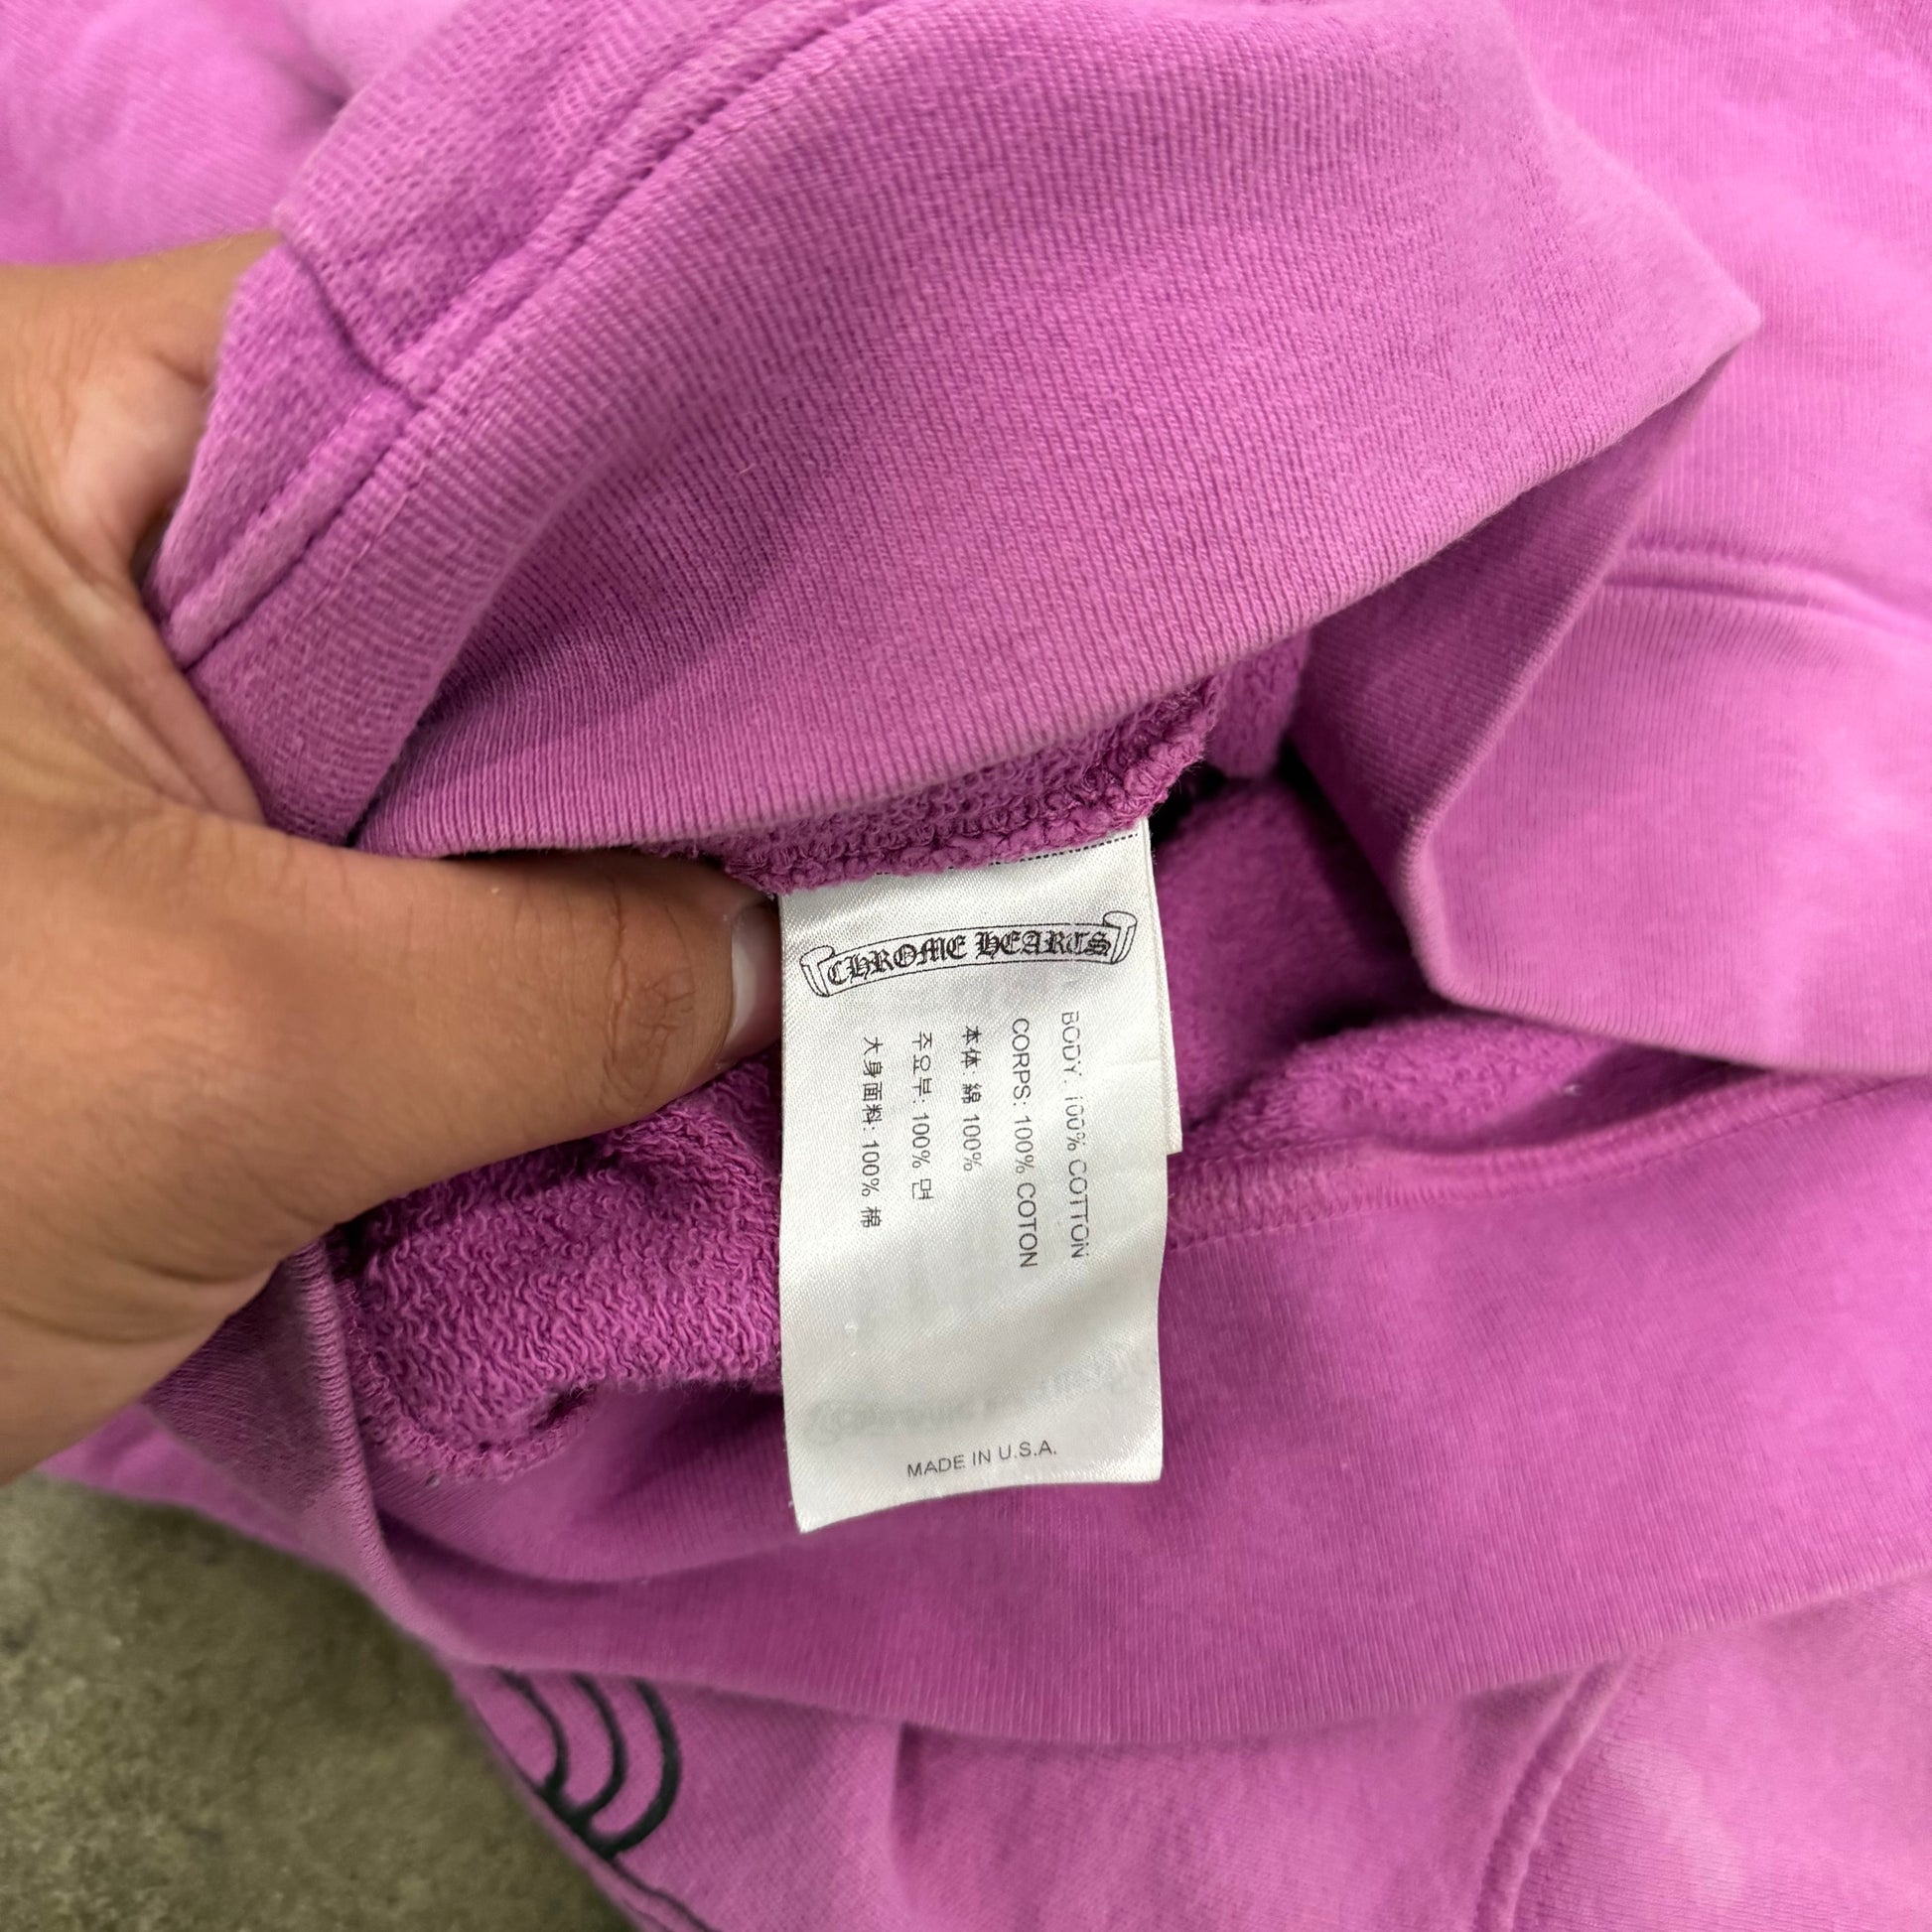 CHROME HEARTS
BODY: 100% COTTON
CORPS: 100% COTON
本体: 綿 100%
주요부: 100% 면
大身面料: 100% 棉
MADE IN U.S.A.